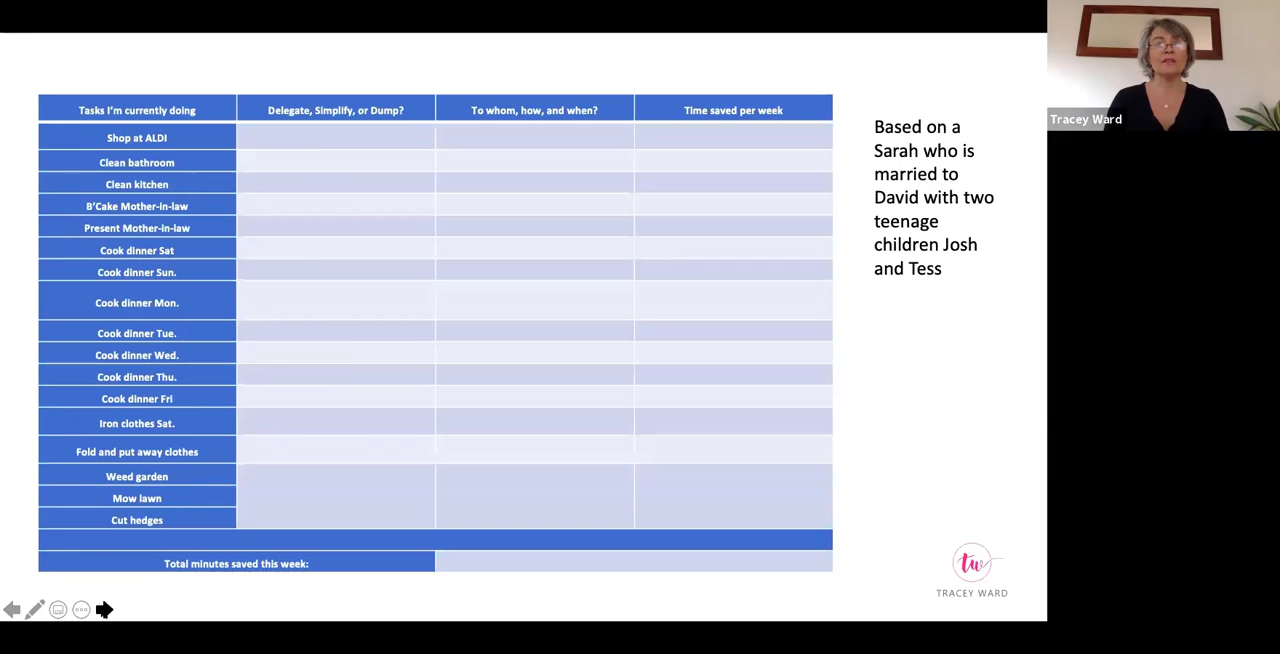 Tasks I'm currently doing
Delegate, Simplify, or Dump?
To whom, how, and when?
Time saved per week
Shop at ALDI
Clean bathroom
Clean kitchen
B'Cake Mother-in-law
Present Mother-in-law
Cook dinner Sat
Cook dinner Sun.
Cook dinner Mon.
Cook dinner Tue.
Cook dinner Wed.
Cook dinner Thu.
Cook dinner Fri
Iron clothes Sat.
Fold and put away clothes
Weed garden
Mow lawn
Cut hedges
Total minutes saved this week:
Based on a
Sarah who is
married to
David with two
teenage
children Josh
and Tess
tw
TRACEY WARD
Tracey Ward